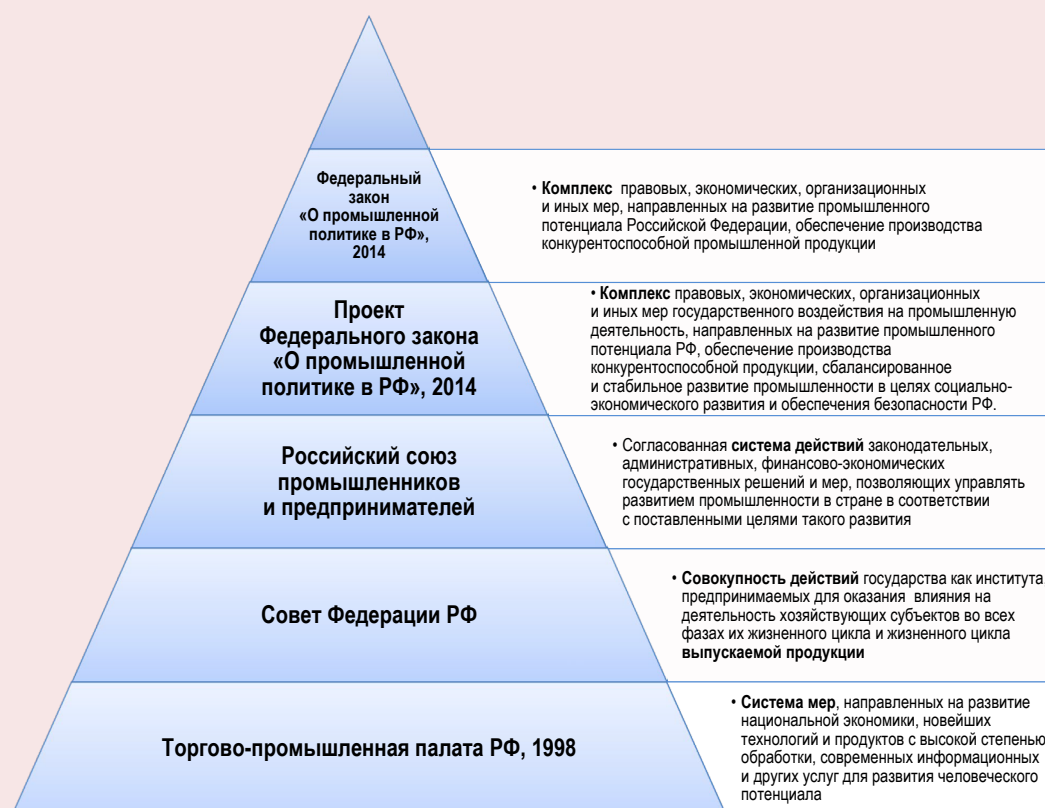 Федеральный
закон
«О промышленной
политике в РФ»,
2014
• Комплекс правовых, экономических, организационных
и иных мер, направленных на развитие промышленного
потенциала Российской Федерации, обеспечение производства
конкурентоспособной промышленной продукции
Проект
Федерального закона
«О промышленной
политике в РФ», 2014
• Комплекс правовых, экономических, организационных
и иных мер государственного воздействия на промышленную
деятельность, направленных на развитие промышленного
потенциала РФ, обеспечение производства
конкурентоспособной продукции, сбалансированное
и стабильное развитие промышленности в целях социально-
экономического развития и обеспечения безопасности РФ.
Российский союз
промышленников
и предпринимателей
• Согласованная система действий законодательных,
административных, финансово-экономических
государственных решений и мер, позволяющих управлять
развитием промышленности в стране в соответствии
с поставленными целями такого развития
Совет Федерации РФ
• Совокупность действий государства как института,
предпринимаемых для оказания влияния на
деятельность хозяйствующих субъектов во всех
фазах их жизненного цикла и жизненного цикла
выпускаемой продукции
Торгово-промышленная палата РФ, 1998
• Система мер, направленных на развитие
национальной экономики, новейших
технологий и продуктов с высокой степенью
обработки, современных информационных
и других услуг для развития человеческого
потенциала